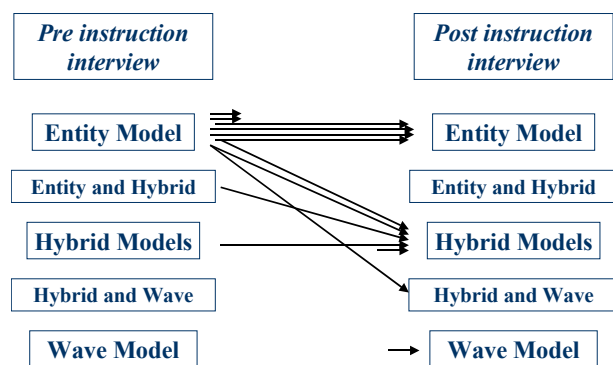 Pre instruction
interview
Post instruction
interview
Entity Model
Entity Model
Entity and Hybrid
Entity and Hybrid
Hybrid Models
Hybrid Models
Hybrid and Wave
Hybrid and Wave
Wave Model
Wave Model